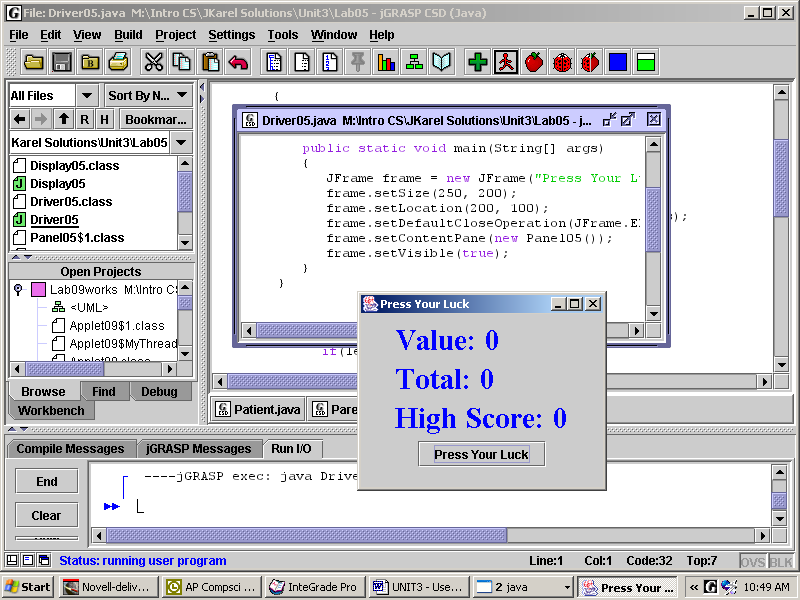 File: Driver05.java M:\Intro CS\JKarel Solutions\Unit3\Lab05 - jGRASP CSD (Java)
File Edit View Build Project Settings Tools Window Help
All Files Sort By N...
R H Bookmar...
Karel Solutions\Unit3\Lab05
Display05.class
Display05
Driver05.class
Driver05
Panel05$1.class
Open Projects
Lab09works M:\Intro CS
<UML>
Applet09$1.class
Applet09$MyThread
Applet09.class
Browse Find Debug
Workbench
{
Driver05.java M:\Intro CS\JKarel Solutions\Unit3\Lab05 - j...
public static void main(String[] args)
{
JFrame frame = new JFrame("Press Your L
frame.setSize(250, 200);
frame.setLocation(200, 100);
frame.setDefaultCloseOperation(JFrame.E
);
frame.setContentPane(new Panel05());
frame.setVisible(true);
}
}
Press Your Luck
Value: 0
Total: 0
High Score: 0
Press Your Luck
if(le
Patient.java Pare
Compile Messages jGRASP Messages Run I/O
End
Clear
----jGRASP exec: java Drive
Status: running user program Line:1 Col:1 Code:32 Top:7 OVS BLK
Start Novell-deliv... AP Compsci ... InteGrade Pro UNIT3 - Use... 2 java Press Your ... « 10:49 AM